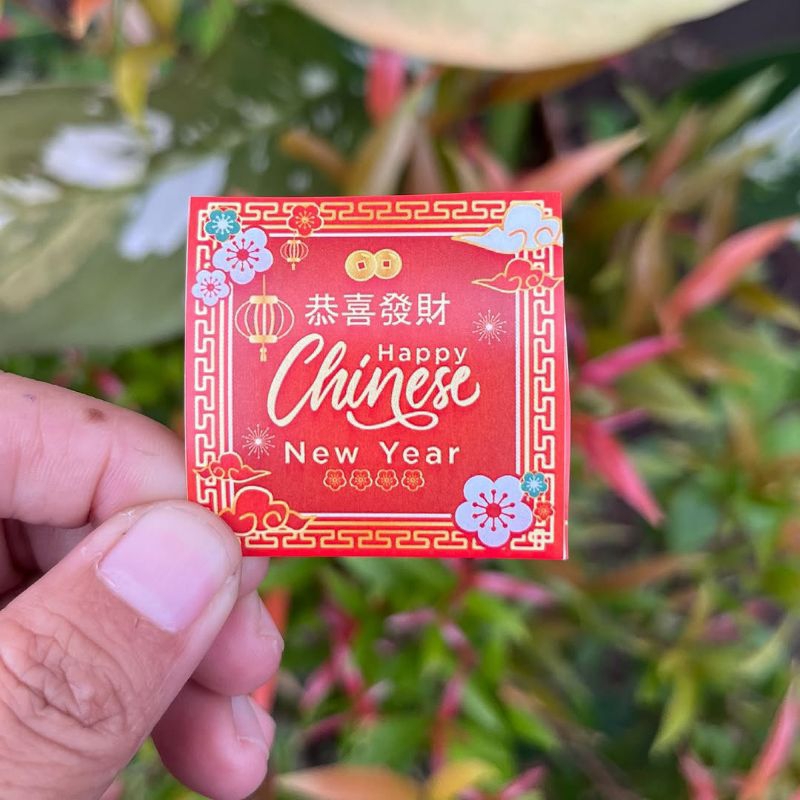 恭喜發財
Happy
Chinese
New Year